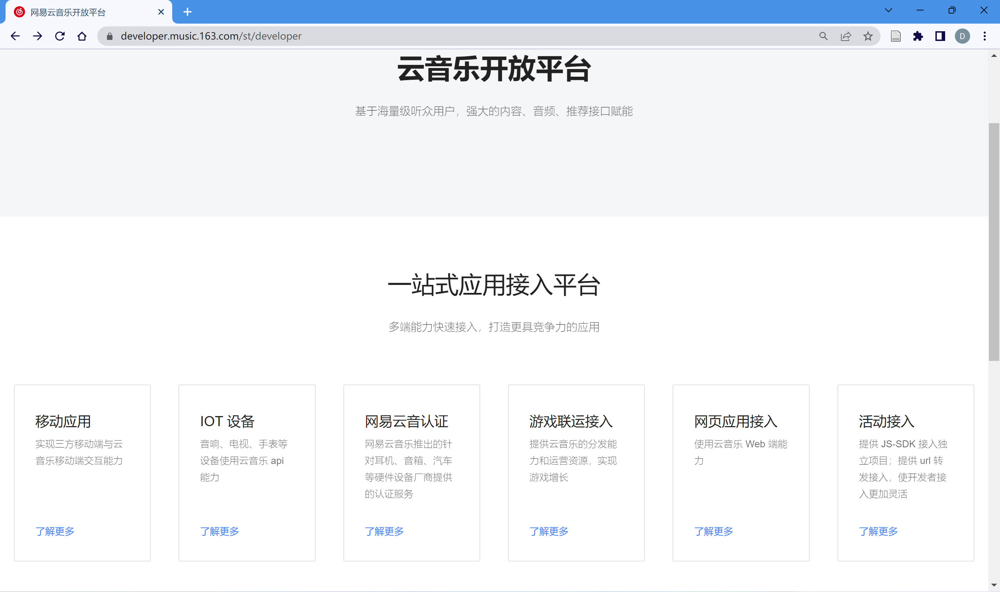 网易云音乐开放平台
developer.music.163.com/st/developer
D
云音乐开放平台
基于海量级听众用户，强大的内容、音频、推荐接口赋能
一站式应用接入平台
多端能力快速接入，打造更具竞争力的应用
移动应用
实现三方移动端与云
音乐移动端交互能力
了解更多
IOT 设备
音响、电视、手表等
设备使用云音乐 api
能力
了解更多
网易云音认证
网易云音乐推出的针
对耳机、音箱、汽车
等硬件设备厂商提供
的认证服务
了解更多
游戏联运接入
提供云音乐的分发能
力和运营资源，实现
游戏增长
了解更多
网页应用接入
使用云音乐 Web 端能
力
了解更多
活动接入
提供 JS-SDK 接入独
立项目；提供 url 转
发接入，使开发者接
入更加灵活
了解更多